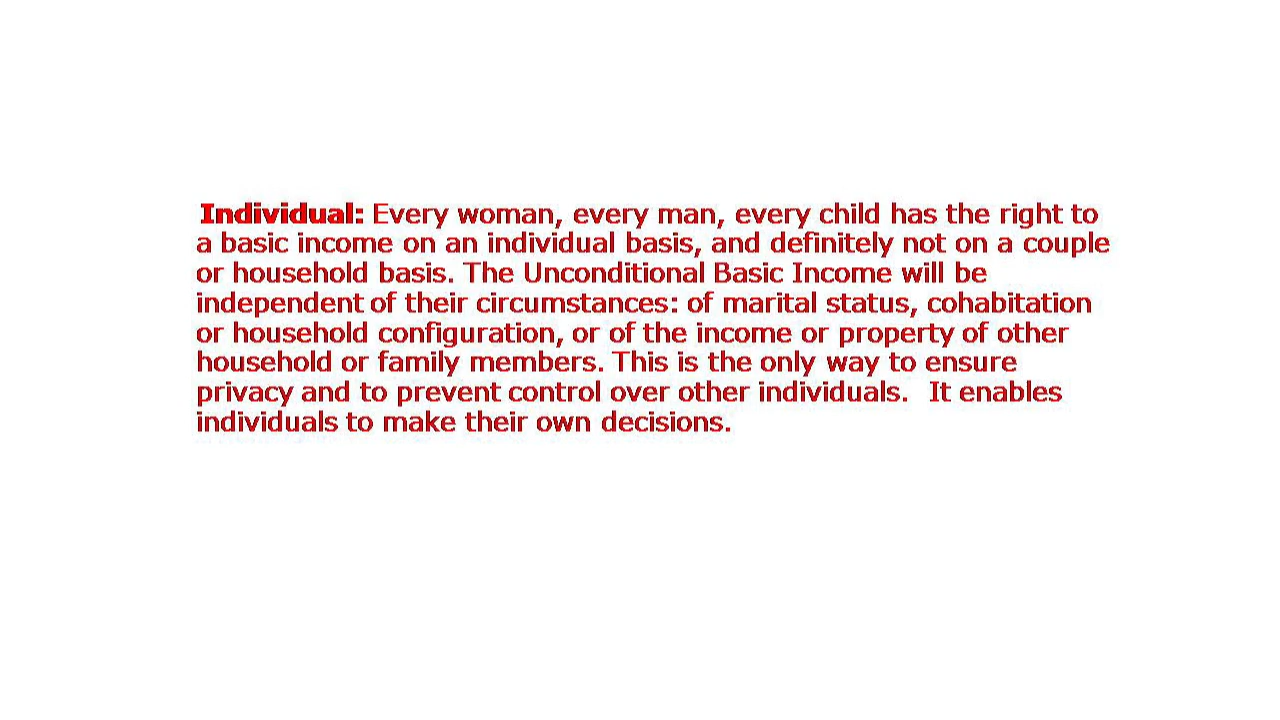 Individual: Every woman, every man, every child has the right to
a basic income on an individual basis, and definitely not on a couple
or household basis. The Unconditional Basic Income will be
independent of their circumstances: of marital status, cohabitation
or household configuration, or of the income or property of other
household or family members. This is the only way to ensure
privacy and to prevent control over other individuals.  It enables
individuals to make their own decisions.